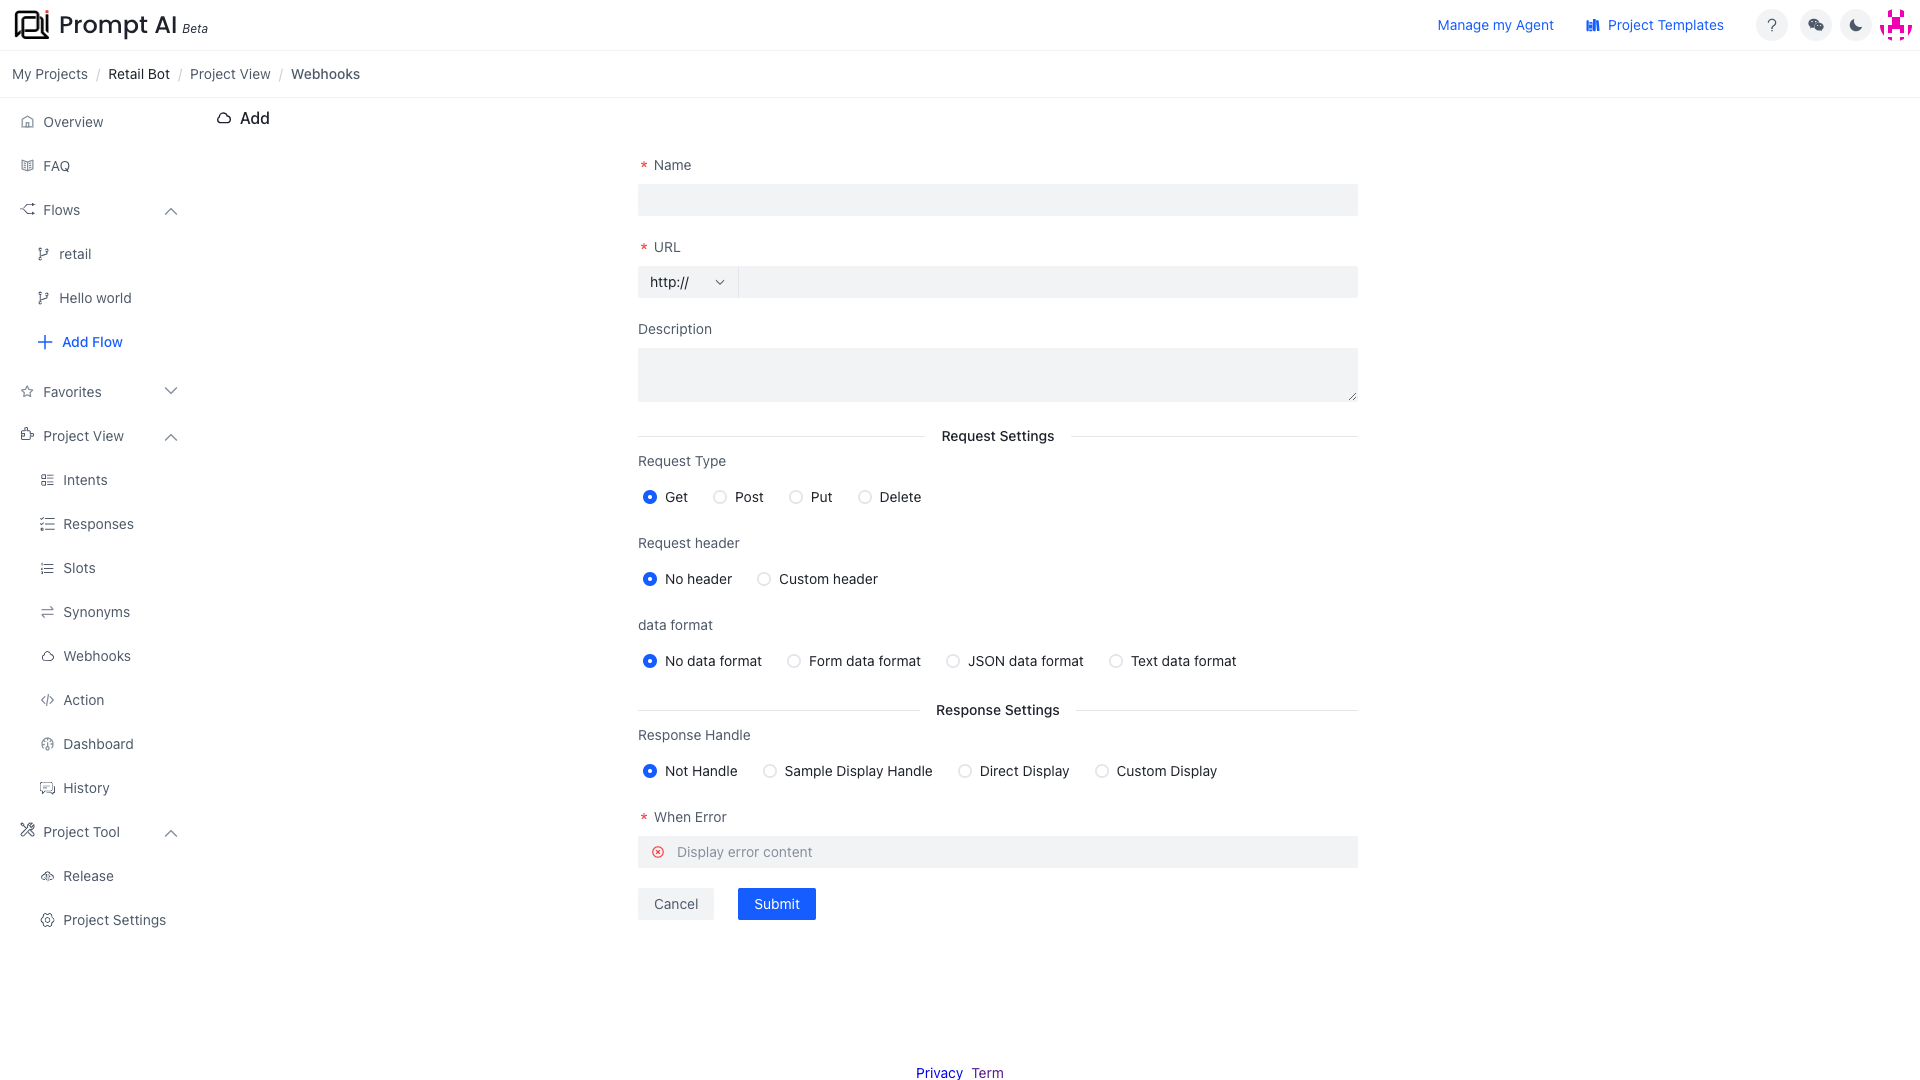 Prompt AI Beta
Manage my Agent
Project Templates
?
My Projects / Retail Bot / Project View / Webhooks
Overview
FAQ
Flows
retail
Hello world
Add Flow
Favorites
Project View
Intents
Responses
Slots
Synonyms
Webhooks
Action
Dashboard
History
Project Tool
Release
Project Settings
Add
* Name
* URL
http://
Description
Request Settings
Request Type
Get Post Put Delete
Request header
No header Custom header
data format
No data format Form data format JSON data format Text data format
Response Settings
Response Handle
Not Handle Sample Display Handle Direct Display Custom Display
* When Error
Display error content
Cancel Submit
Privacy Term